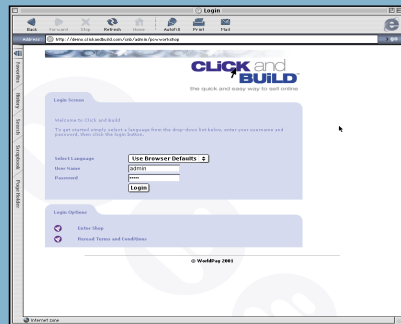 Login
Back Forward Stop Refresh Home AutoFill Print Mail
Address: http://demo.clickandbuild.com/cnb/admin/pcwworkshop
Favorites
History
Search
Scrapbook
Page Holder
CLiCK and
BUiLD
the quick and easy way to sell online
Login Screen
Welcome to Click and Build
To get started simply select a language from the drop-down list below, enter your username and
password, then click the login button.
Select Language Use Browser Defaults
User Name admin
Password •••••
Login
Login Options
Enter Shop
Reread Terms and Conditions
© WorldPay 2001
Internet zone